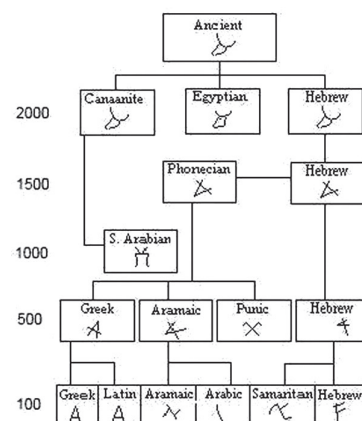 Ancient
2000
Canaanite
Egyptian
Hebrew
1500
Phonecian
Hebrew
1000
S. Arabian
500
Greek
Aramaic
Punic
Hebrew
100
Greek
Latin
Aramaic
Arabic
Samaritan
Hebrew